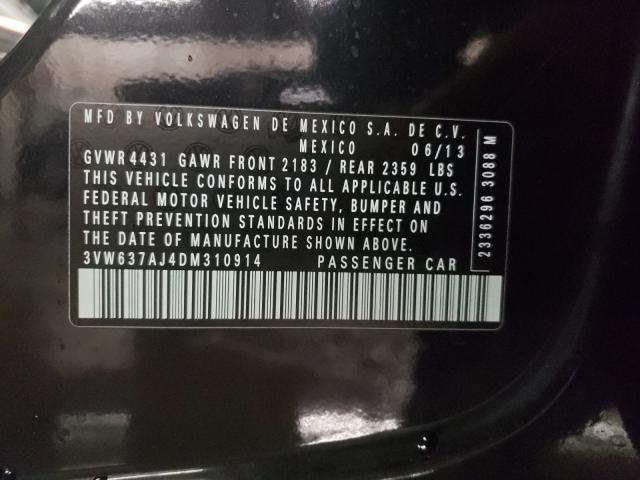 MFD BY VOLKSWAGEN DE MEXICO S.A. DE C.V.
MEXICO 06/13
GVWR 4431 GAWR FRONT 2183 / REAR 2359 LBS
THIS VEHICLE CONFORMS TO ALL APPLICABLE U.S.
FEDERAL MOTOR VEHICLE SAFETY, BUMPER AND
THEFT PREVENTION STANDARDS IN EFFECT ON
THE DATE OF MANUFACTURE SHOWN ABOVE.
3VW637AJ4DM310914 PASSENGER CAR
2336296 3088 M